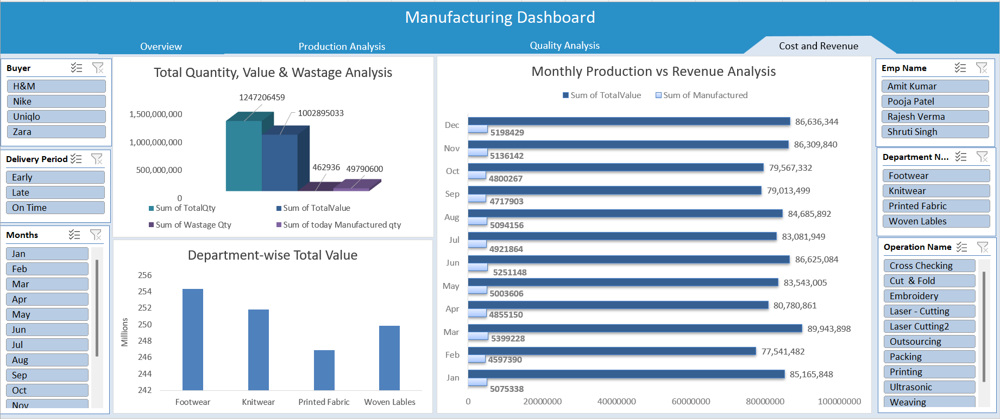 Manufacturing Dashboard
Overview
Production Analysis
Quality Analysis
Cost and Revenue
Buyer
H&M
Nike
Uniqlo
Zara
Delivery Period
Early
Late
On Time
Months
Jan
Feb
Mar
Apr
May
Jun
Jul
Aug
Sep
Oct
Nov
Total Quantity, Value & Wastage Analysis
1247206459
1002895033
462936
49790600
1,500,000,000
1,000,000,000
500,000,000
0
Sum of TotalQty
Sum of TotalValue
Sum of Wastage Qty
Sum of today Manufactured qty
Department-wise Total Value
Millions
256
254
252
250
248
246
244
242
Footwear
Knitwear
Printed Fabric
Woven Lables
Monthly Production vs Revenue Analysis
Sum of TotalValue
Sum of Manufactured
Dec
86,636,344
5198429
Nov
86,309,840
5136142
Oct
79,567,332
4800267
Sep
79,013,499
4717903
Aug
84,685,892
5094156
Jul
83,081,949
4921864
Jun
86,625,084
5251148
May
83,543,005
5003606
Apr
80,780,861
4855150
Mar
89,943,898
5399228
Feb
77,541,482
4597390
Jan
85,165,848
5075338
0
20000000
40000000
60000000
80000000
100000000
Emp Name
Amit Kumar
Pooja Patel
Rajesh Verma
Shruti Singh
Department N...
Footwear
Knitwear
Printed Fabric
Woven Lables
Operation Name
Cross Checking
Cut & Fold
Embroidery
Laser - Cutting
Laser Cutting2
Outsourcing
Packing
Printing
Ultrasonic
Weaving